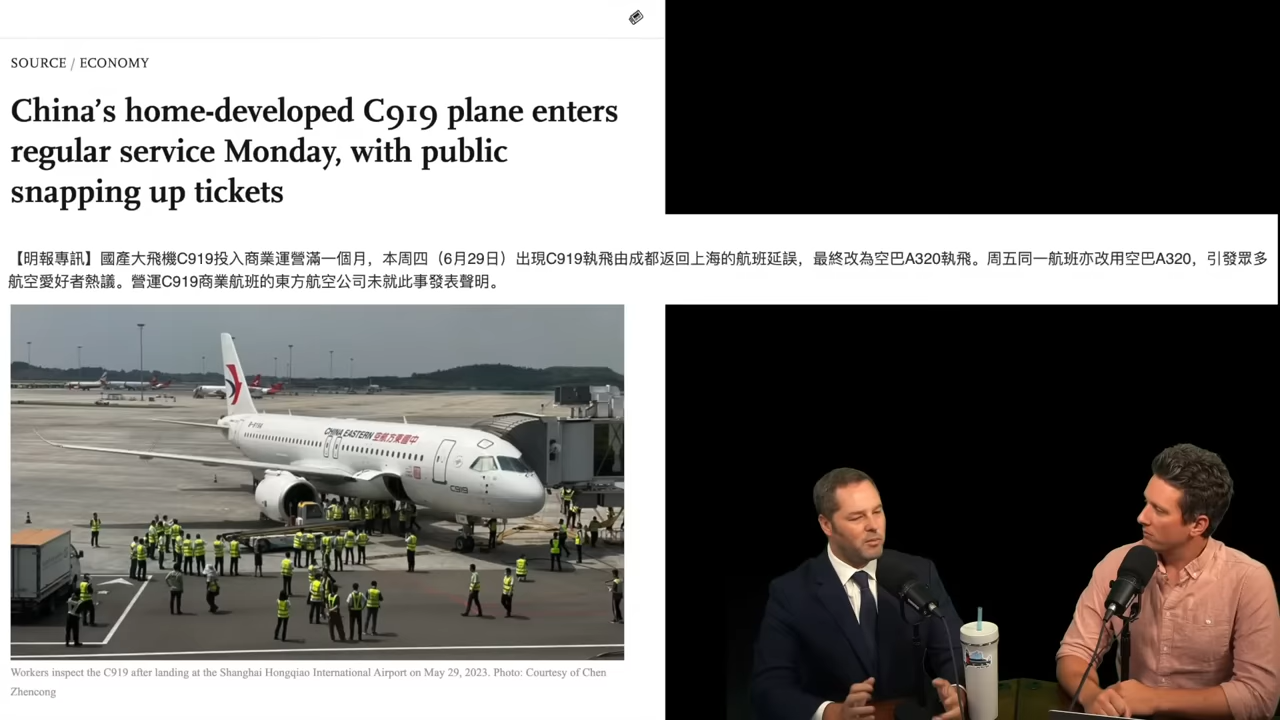 SOURCE / ECONOMY
China's home-developed C919 plane enters
regular service Monday, with public
snapping up tickets
【明報專訊】國產大飛機C919投入商業運營滿一個月，本周四（6月29日）出現C919執飛由成都返回上海的航班延誤，最終改為空巴A320執飛。周五同一航班亦改用空巴A320，引發眾多
航空愛好者熱議。營運C919商業航班的東方航空公司未就此事發表聲明。
CHINA EASTERN 空航方東國中
C919
Workers inspect the C919 after landing at the Shanghai Hongqiao International Airport on May 29, 2023. Photo: Courtesy of Chen
Zhencong